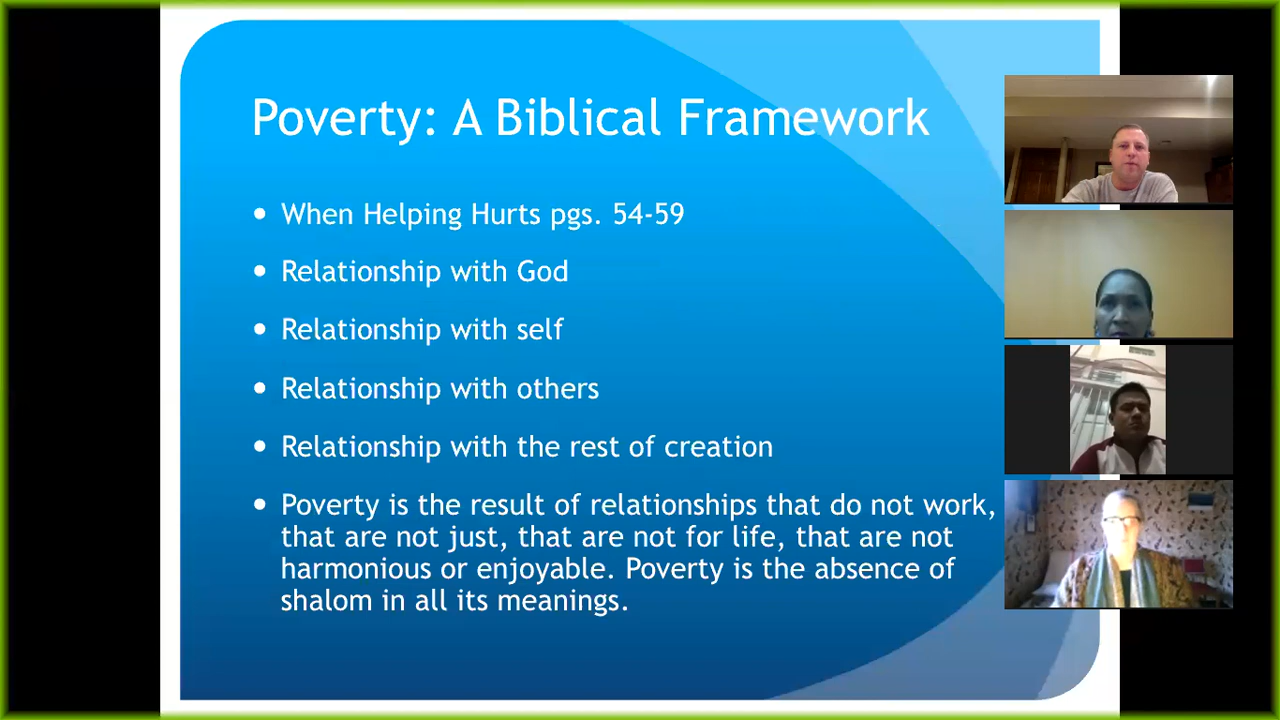 Poverty: A Biblical Framework
When Helping Hurts pgs. 54-59
Relationship with God
Relationship with self
Relationship with others
Relationship with the rest of creation
Poverty is the result of relationships that do not work,
that are not just, that are not for life, that are not
harmonious or enjoyable. Poverty is the absence of
shalom in all its meanings.